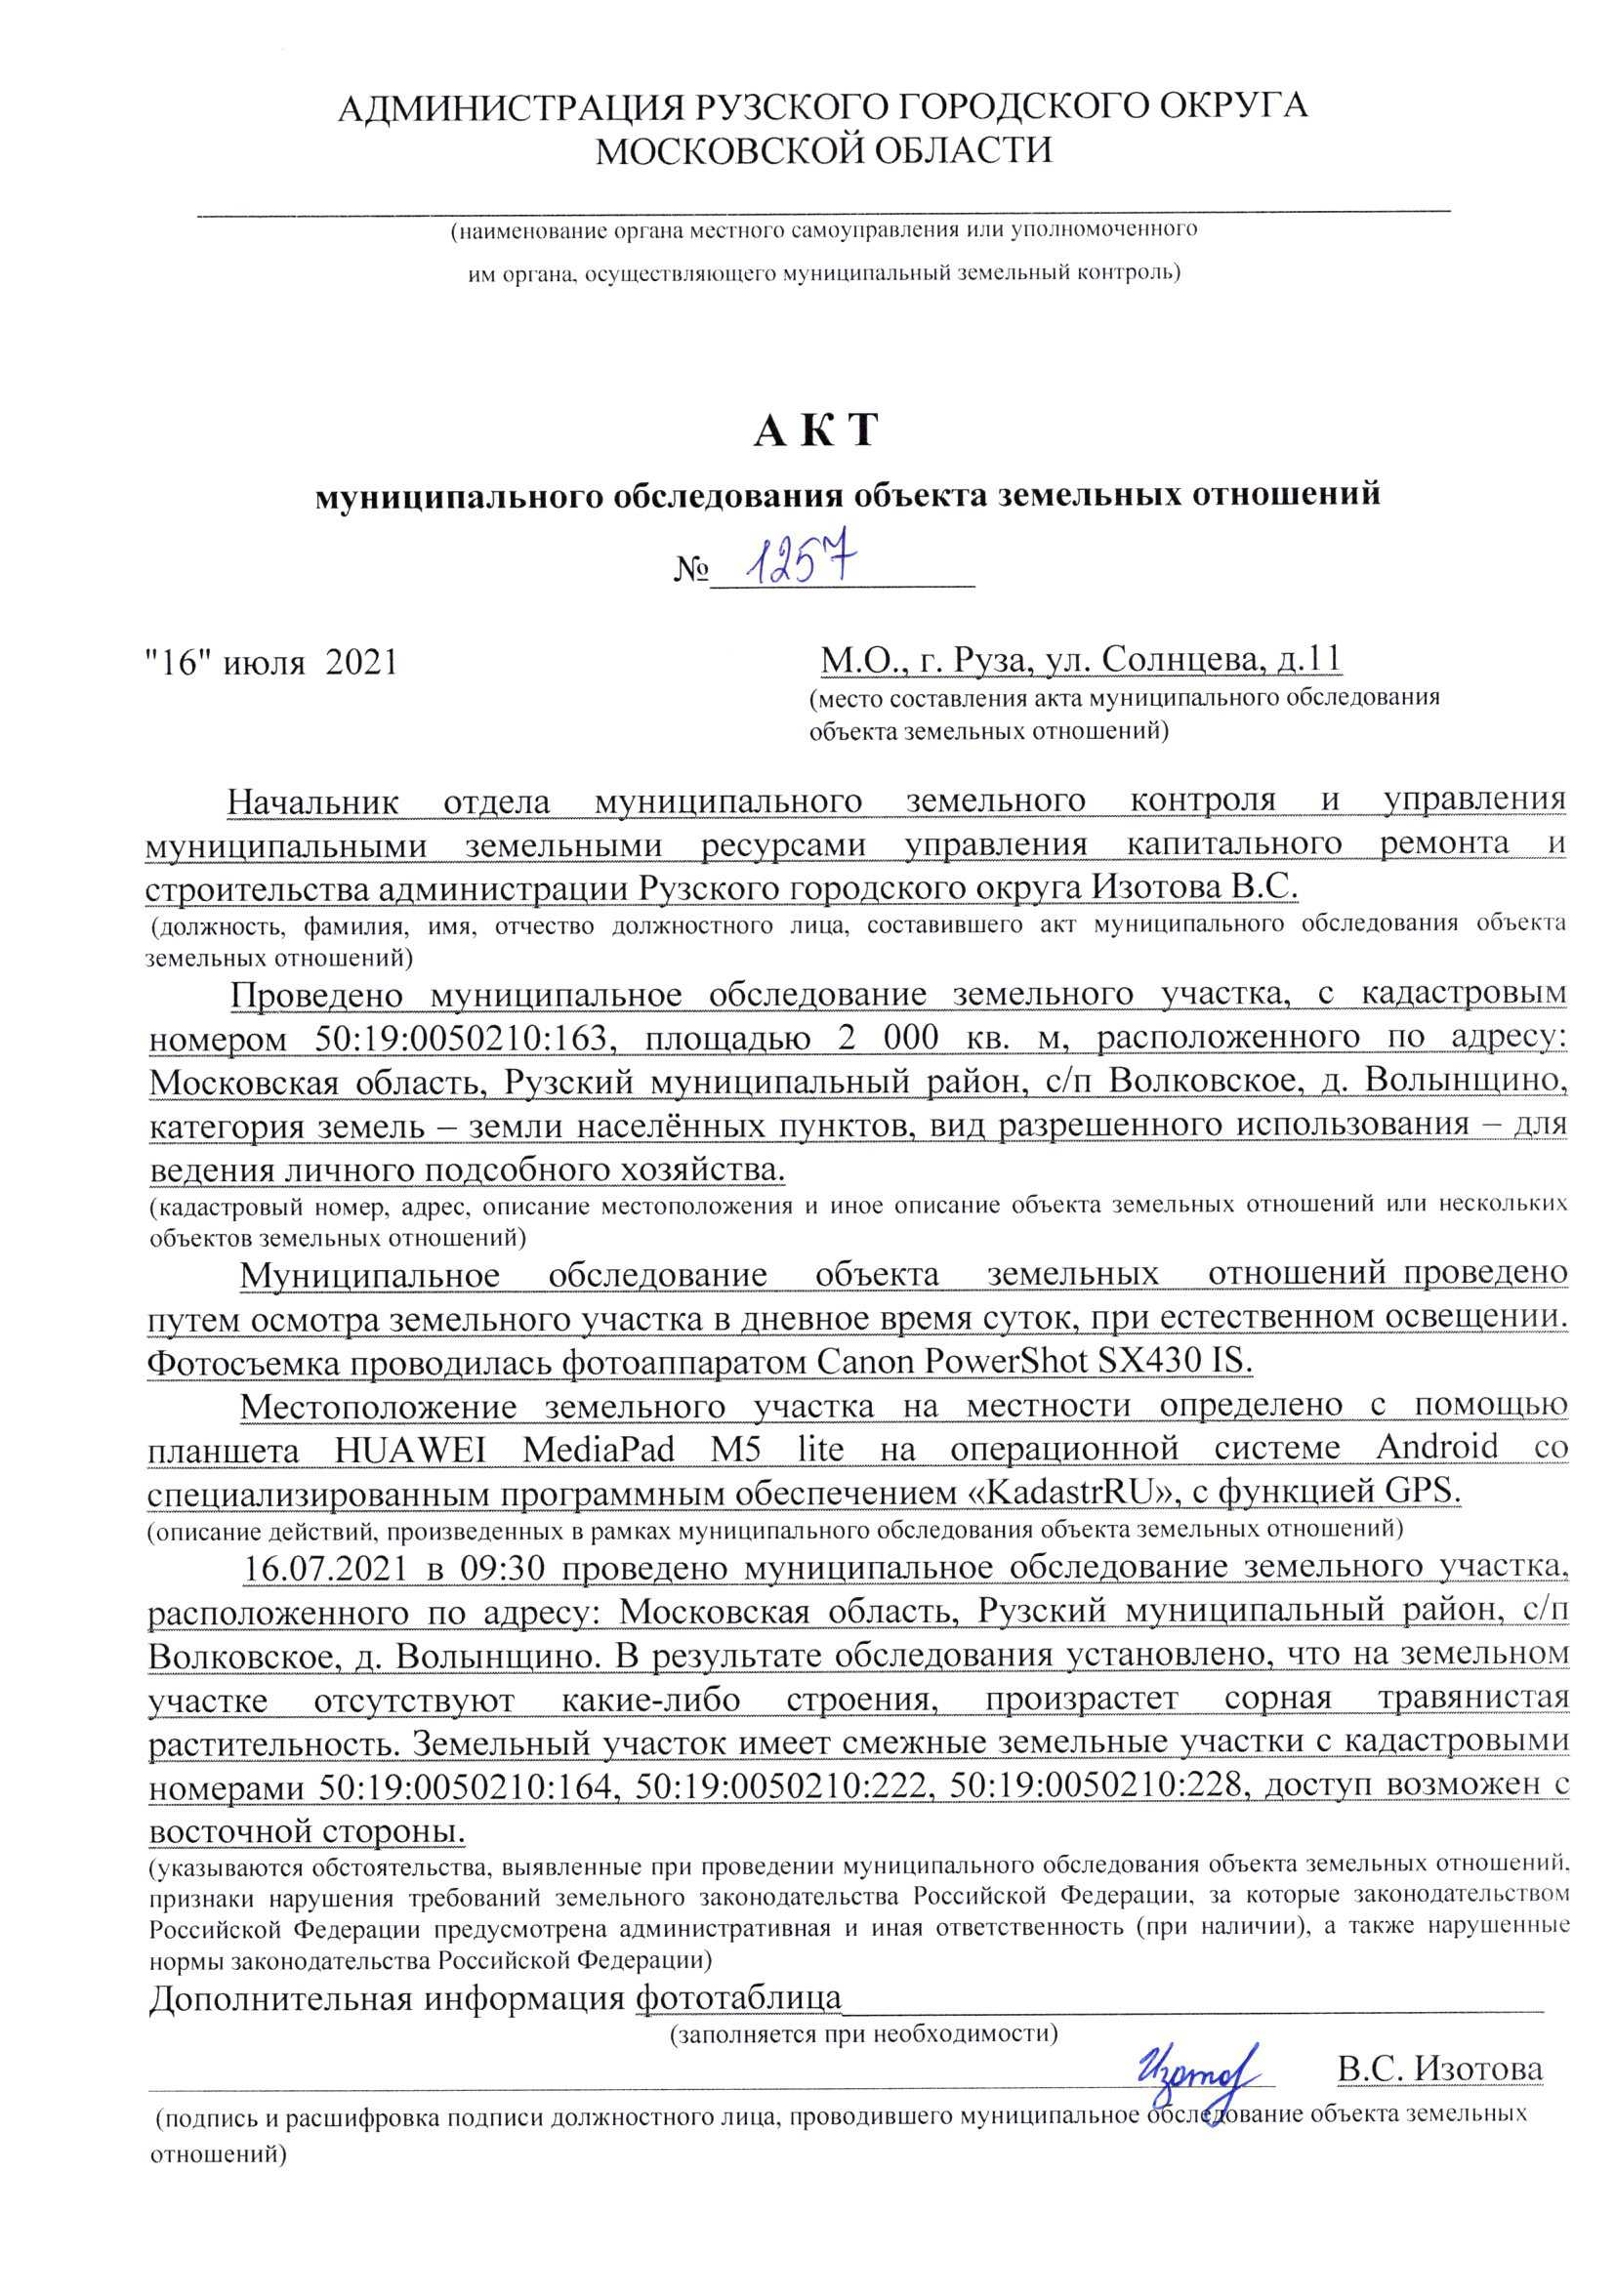 АДМИНИСТРАЦИЯ РУЗСКОГО ГОРОДСКОГО ОКРУГА
МОСКОВСКОЙ ОБЛАСТИ
(наименование органа местного самоуправления или уполномоченного
им органа, осуществляющего муниципальный земельный контроль)
А К Т
муниципального обследования объекта земельных отношений
№ 1257
"16" июля 2021
М.О., г. Руза, ул. Солнцева, д.11
(место составления акта муниципального обследования
объекта земельных отношений)
Начальник отдела муниципального земельного контроля и управления
муниципальными земельными ресурсами управления капитального ремонта и
строительства администрации Рузского городского округа Изотова В.С.
(должность, фамилия, имя, отчество должностного лица, составившего акт муниципального обследования объекта
земельных отношений)
Проведено муниципальное обследование земельного участка, с кадастровым
номером 50:19:0050210:163, площадью 2 000 кв. м, расположенного по адресу:
Московская область, Рузский муниципальный район, с/п Волковское, д. Волынщино,
категория земель – земли населённых пунктов, вид разрешенного использования – для
ведения личного подсобного хозяйства.
(кадастровый номер, адрес, описание местоположения и иное описание объекта земельных отношений или нескольких
объектов земельных отношений)
Муниципальное обследование объекта земельных отношений проведено
путем осмотра земельного участка в дневное время суток, при естественном освещении.
Фотосъемка проводилась фотоаппаратом Canon PowerShot SX430 IS.
Местоположение земельного участка на местности определено с помощью
планшета HUAWEI MediaPad M5 lite на операционной системе Android со
специализированным программным обеспечением «KadastrRU», с функцией GPS.
(описание действий, произведенных в рамках муниципального обследования объекта земельных отношений)
16.07.2021 в 09:30 проведено муниципальное обследование земельного участка,
расположенного по адресу: Московская область, Рузский муниципальный район, с/п
Волковское, д. Волынщино. В результате обследования установлено, что на земельном
участке отсутствуют какие-либо строения, произрастет сорная травянистая
растительность. Земельный участок имеет смежные земельные участки с кадастровыми
номерами 50:19:0050210:164, 50:19:0050210:222, 50:19:0050210:228, доступ возможен с
восточной стороны.
(указываются обстоятельства, выявленные при проведении муниципального обследования объекта земельных отношений,
признаки нарушения требований земельного законодательства Российской Федерации, за которые законодательством
Российской Федерации предусмотрена административная и иная ответственность (при наличии), а также нарушенные
нормы законодательства Российской Федерации)
Дополнительная информация фототаблица
(заполняется при необходимости)
Изотов В.С. Изотова
(подпись и расшифровка подписи должностного лица, проводившего муниципальное обследование объекта земельных
отношений)